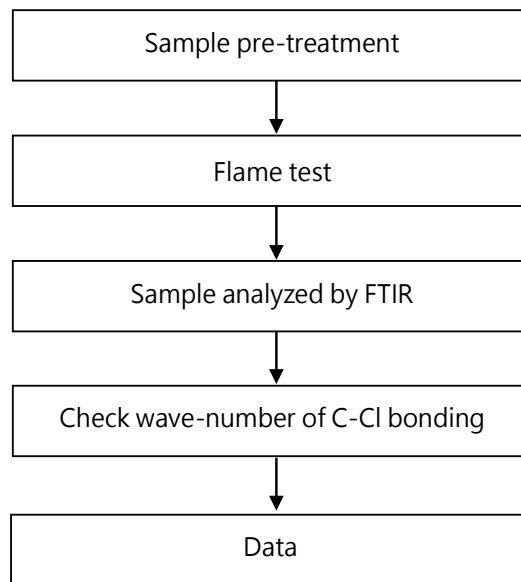 Sample pre-treatment
Flame test
Sample analyzed by FTIR
Check wave-number of C-Cl bonding
Data